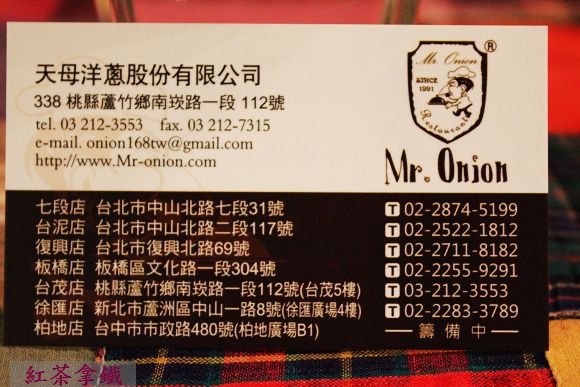 天母洋蔥股份有限公司
338 桃縣蘆竹鄉南崁路一段 112號
tel. 03 212-3553 fax. 03 212-7315
e-mail. onion168tw@gmail.com
http://www.Mr-onion.com
®
Mr. Onion
SINCE
1991
Restaurant
Mr. Onion
七段店 台北市中山北路七段31號 T 02-2874-5199
台泥店 台北市中山北路二段117號 T 02-2522-1812
復興店 台北市復興北路69號 T 02-2711-8182
板橋店 板橋區文化路一段304號 T 02-2255-9291
台茂店 桃縣蘆竹鄉南崁路一段112號(台茂5樓) T 03-212-3553
徐匯店 新北市蘆洲區中山一路8號(徐匯廣場4樓) T 02-2283-3789
柏地店 台中市市政路480號(柏地廣場B1) — 籌備中 —
紅茶拿鐵